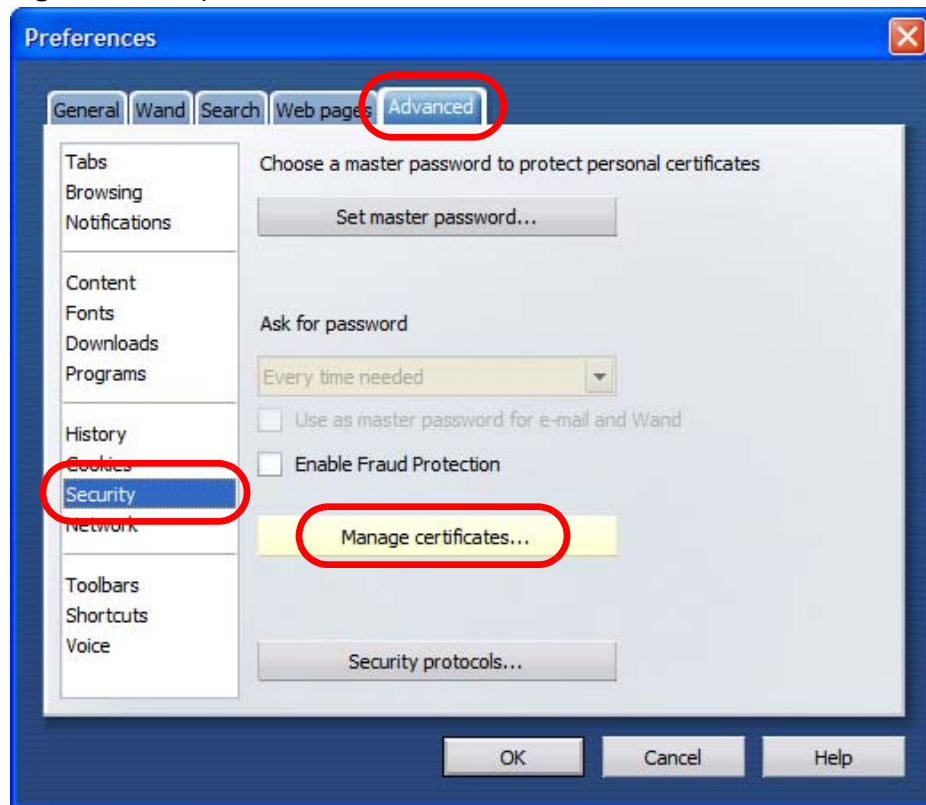 Preferences
General Wand Search Web pages Advanced
Tabs
Browsing
Notifications
Content
Fonts
Downloads
Programs
History
Cookies
Security
Network
Toolbars
Shortcuts
Voice
Choose a master password to protect personal certificates
Set master password...
Ask for password
Every time needed
Use as master password for e-mail and Wand
Enable Fraud Protection
Manage certificates...
Security protocols...
OK Cancel Help